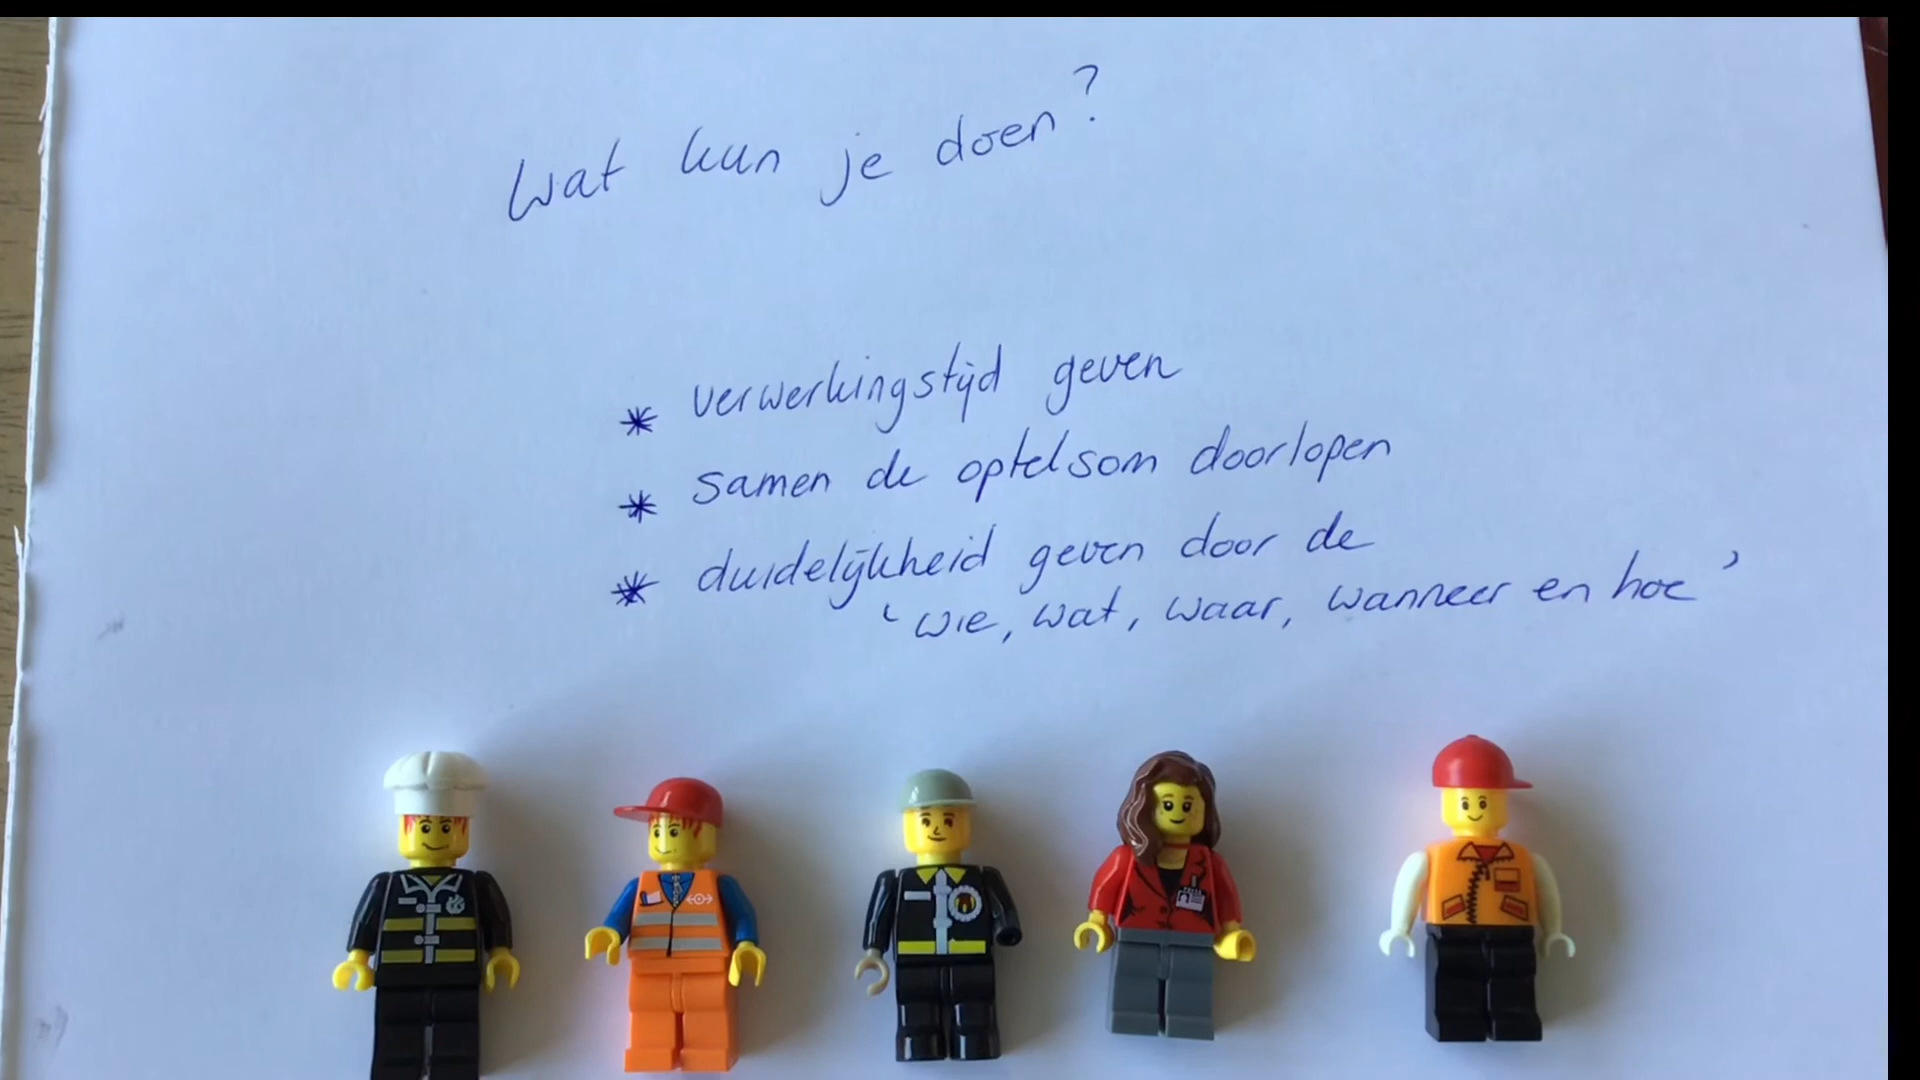 Wat kun je doen?
* verwerkingstijd geven
* samen de optelsom doorlopen
* duidelijkheid geven door de
'wie, wat, waar, wanneer en hoe'